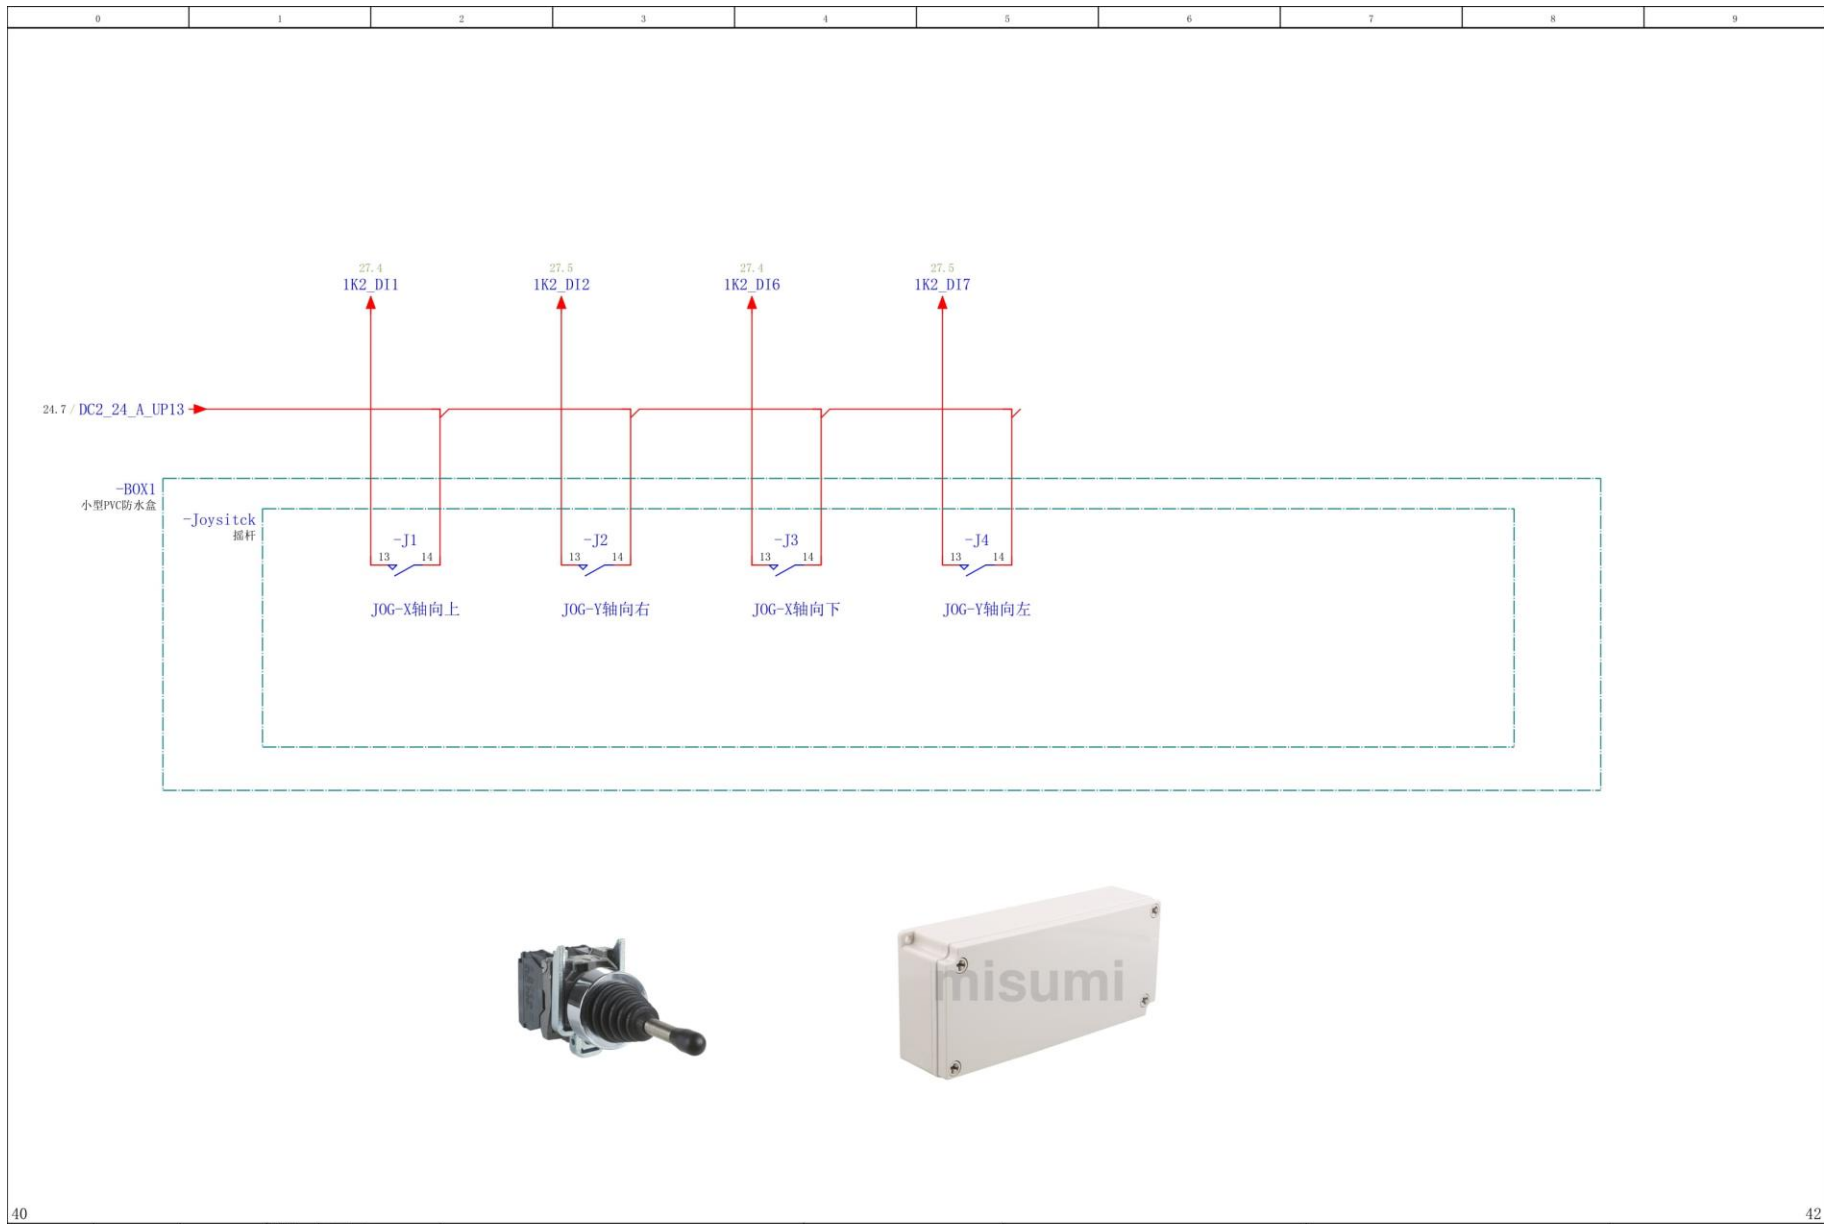 0 1 2 3 4 5 6 7 8 9
27.4 27.5 27.4 27.5
1K2_DI1 1K2_DI2 1K2_DI6 1K2_DI7
24.7 / DC2_24_A_UP13
-BOX1
小型PVC防水盒
-Joysitck
摇杆
-J1 -J2 -J3 -J4
13 14 13 14 13 14 13 14
JOG-X轴向上 JOG-Y轴向右 JOG-X轴向下 JOG-Y轴向左
misumi
40 42